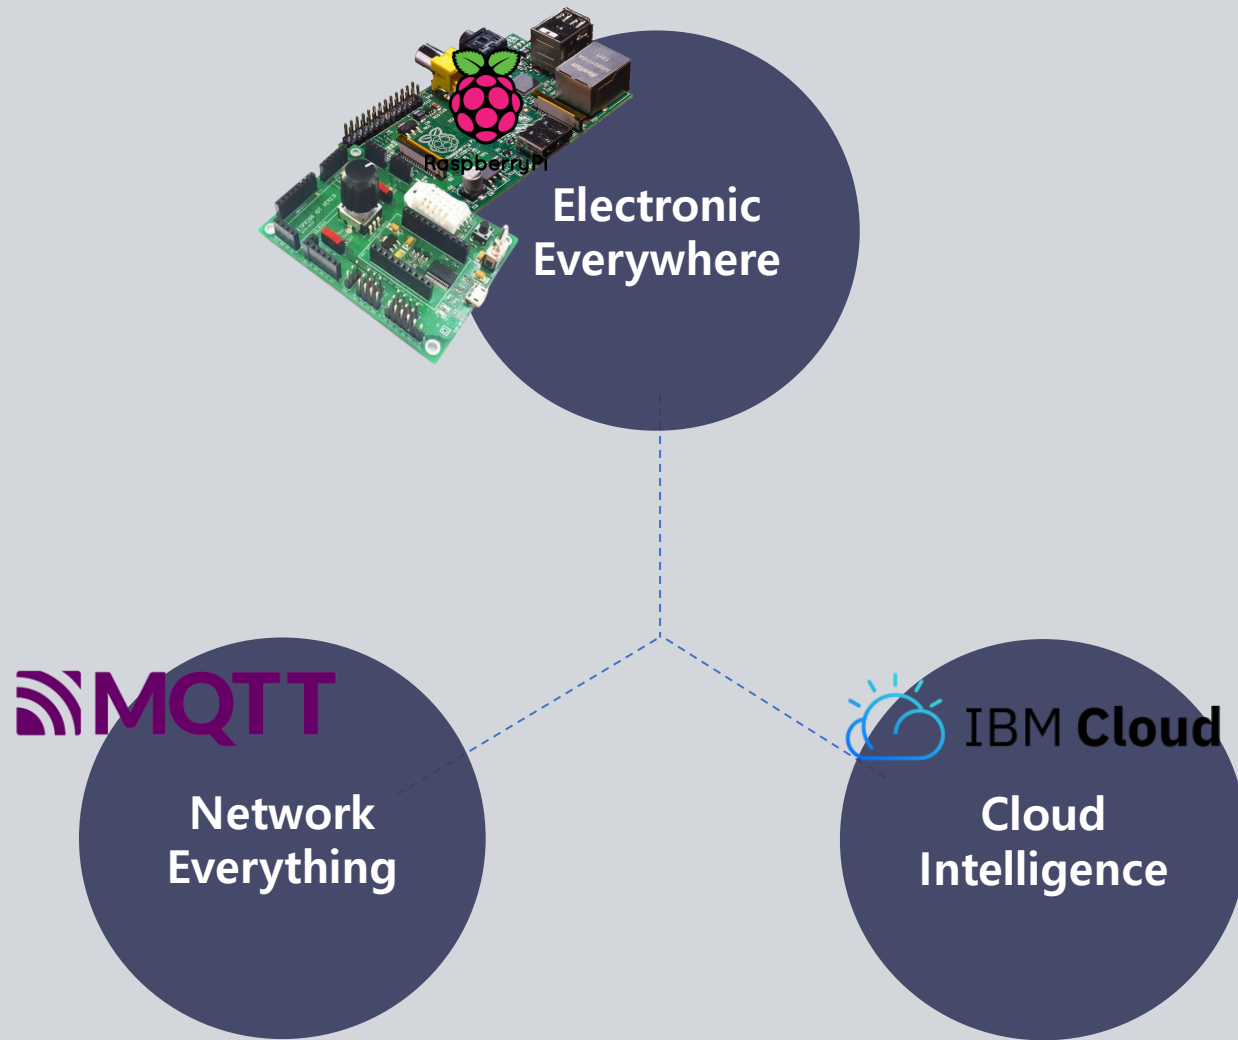 RaspberryPi
Electronic
Everywhere
MQTT
Network
Everything
IBM Cloud
Cloud
Intelligence